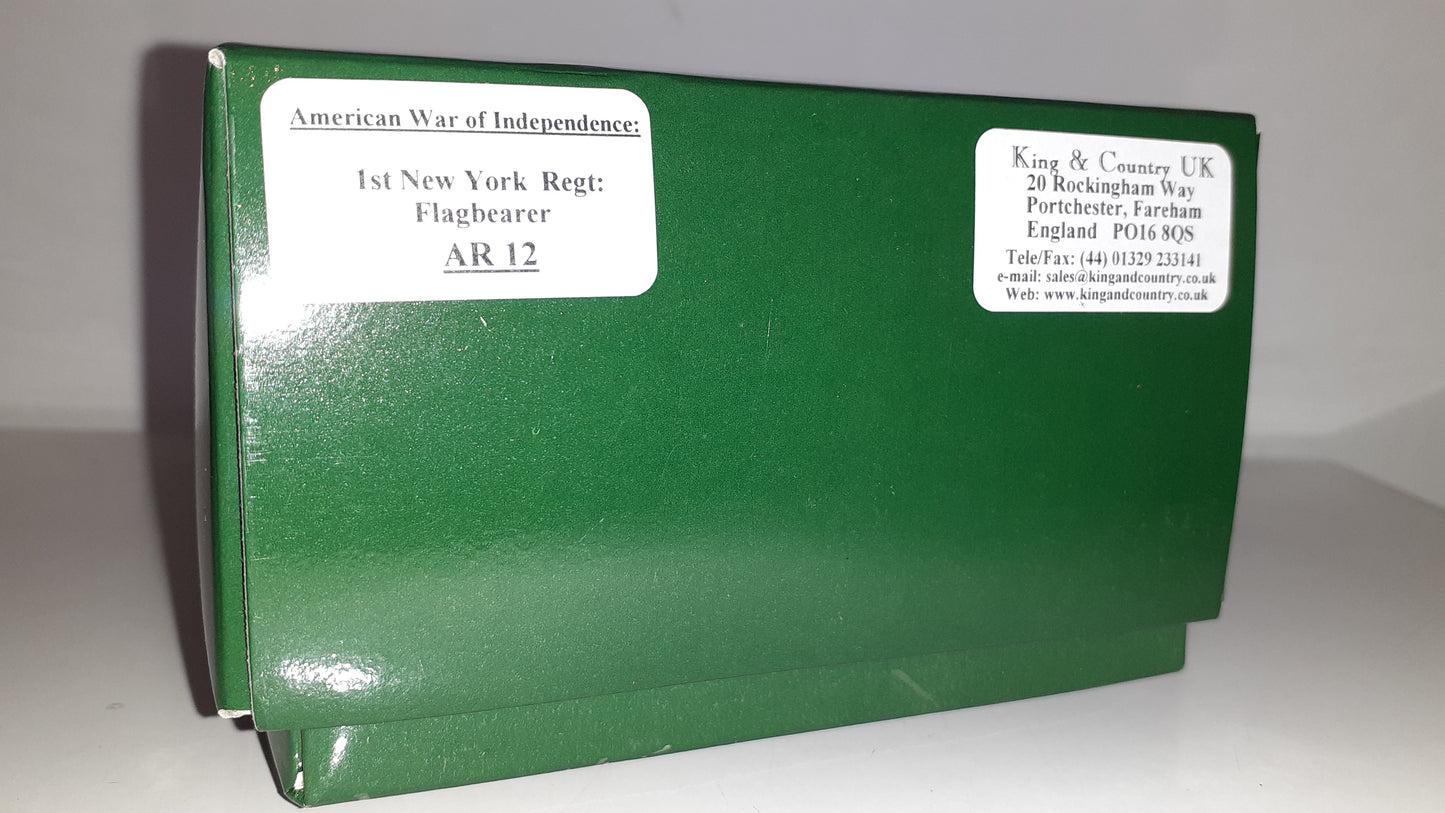 American War of Independence:
1st New York Regt:
Flagbearer
AR 12
King & Country UK
20 Rockingham Way
Portchester, Fareham
England PO16 8QS
Tele/Fax: (44) 01329 233141
e-mail: sales@kingandcountry.co.uk
Web: www.kingandcountry.co.uk